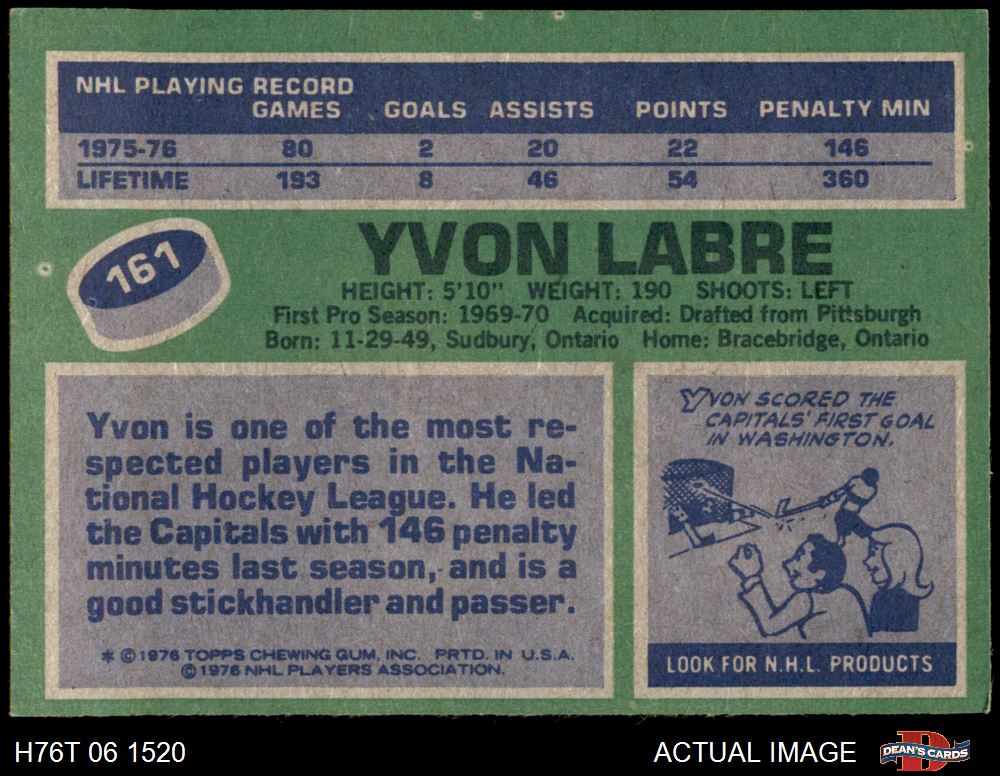 NHL PLAYING RECORD
GAMES GOALS ASSISTS POINTS PENALTY MIN
1975-76 80 2 20 22 146
LIFETIME 193 8 46 54 360
161
YVON LABRE
HEIGHT: 5'10" WEIGHT: 190 SHOOTS: LEFT
First Pro Season: 1969-70 Acquired: Drafted from Pittsburgh
Born: 11-29-49, Sudbury, Ontario Home: Bracebridge, Ontario
Yvon is one of the most re-
spected players in the Na-
tional Hockey League. He led
the Capitals with 146 penalty
minutes last season, and is a
good stickhandler and passer.
* © 1976 TOPPS CHEWING GUM, INC. PRTD. IN U.S.A.
© 1976 NHL PLAYERS ASSOCIATION.
YVON SCORED THE
CAPITALS' FIRST GOAL
IN WASHINGTON.
LOOK FOR N.H.L. PRODUCTS
H76T 06 1520
ACTUAL IMAGE
D
DEAN'S CARDS